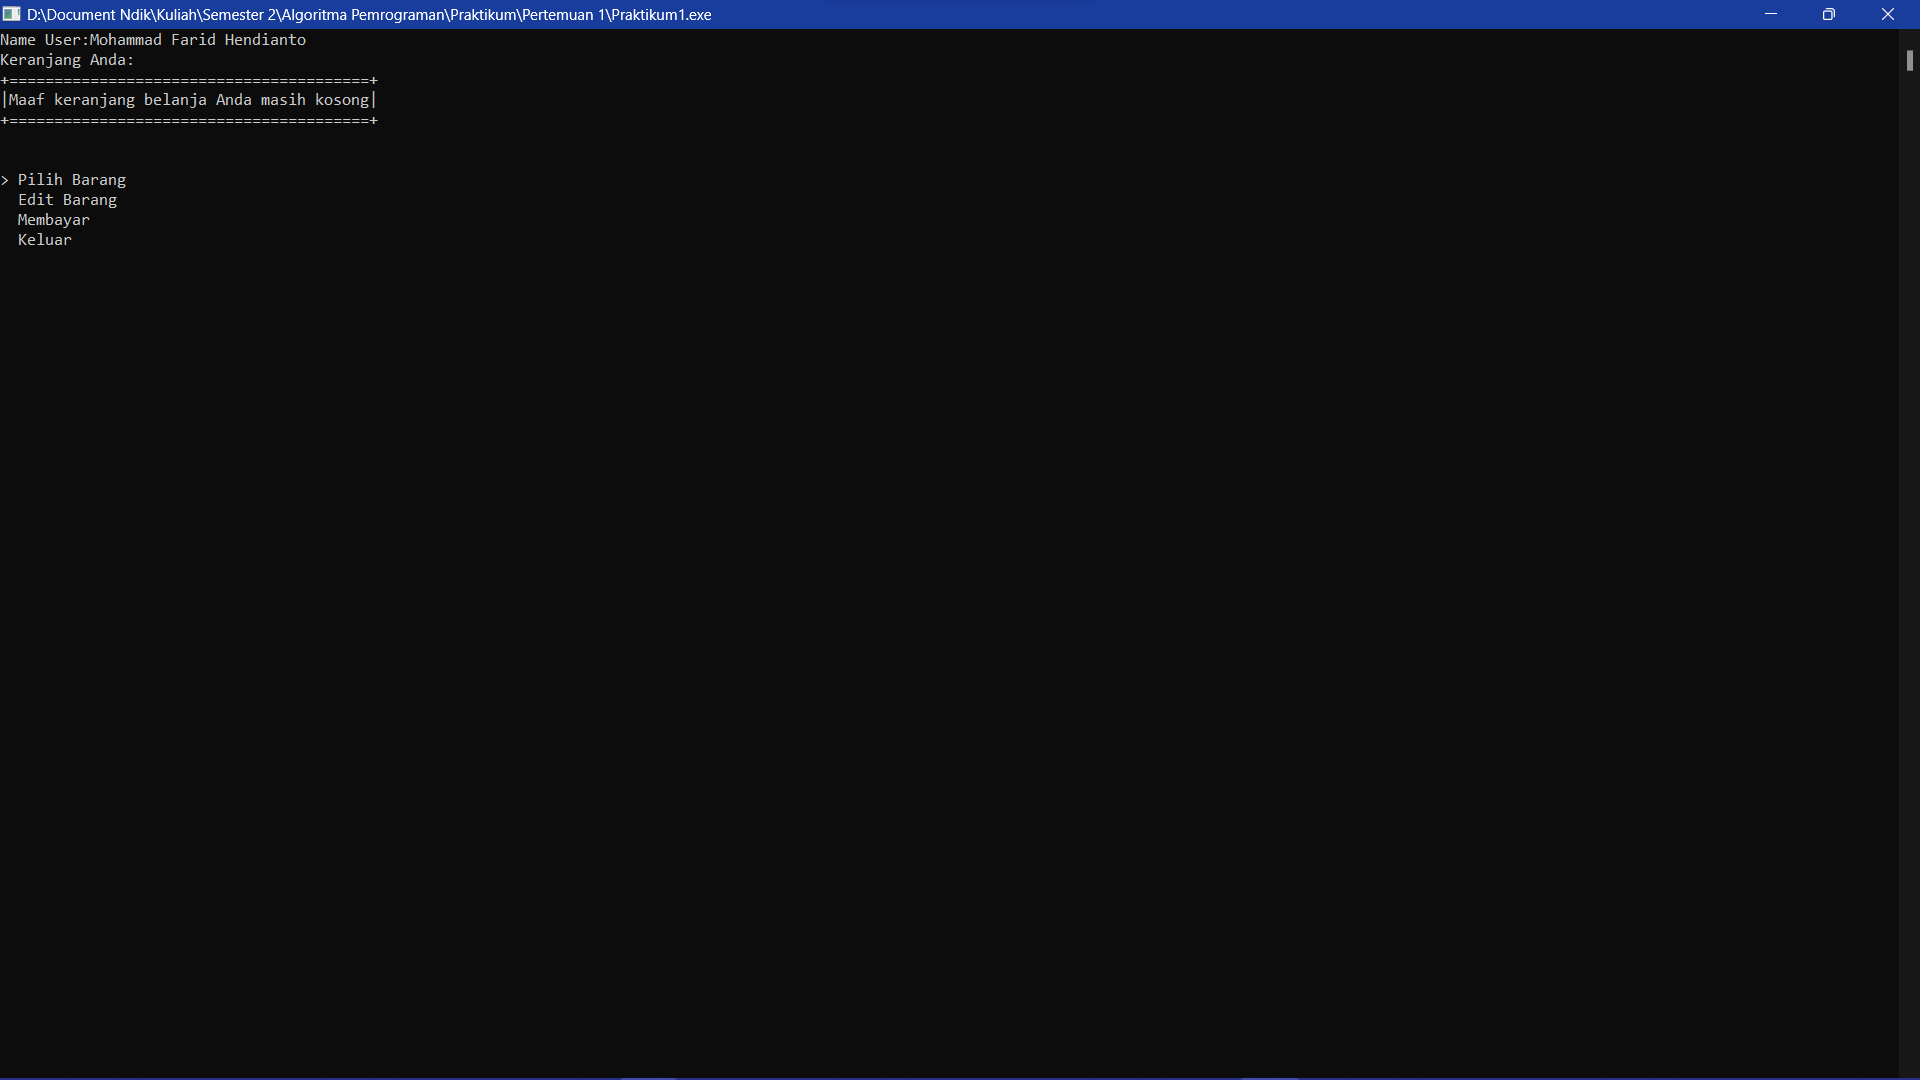 D:\Document Ndik\Kuliah\Semester 2\Algoritma Pemrograman\Praktikum\Pertemuan 1\Praktikum1.exe
Name User:Mohammad Farid Hendianto
Keranjang Anda:
+========================================+
|Maaf keranjang belanja Anda masih kosong|
+========================================+
> Pilih Barang
  Edit Barang
  Membayar
  Keluar